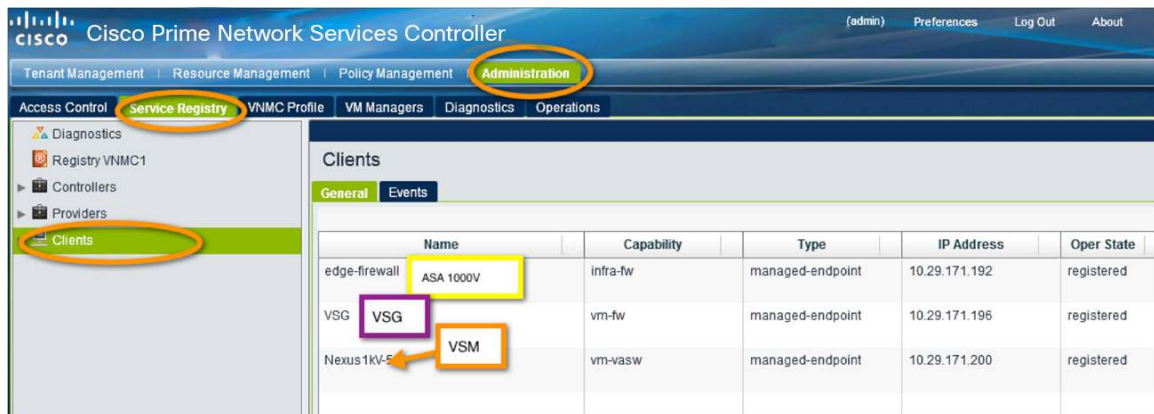 CISCO Cisco Prime Network Services Controller (admin) Preferences Log Out About
Tenant Management | Resource Management | Policy Management | Administration
Access Control Service Registry VNMC Profile VM Managers Diagnostics Operations
Diagnostics
Registry VNMC1
Controllers
Providers
Clients
Clients
General Events
Name Capability Type IP Address Oper State
edge-firewall ASA 1000V infra-fw managed-endpoint 10.29.171.192 registered
VSG VSG vm-fw managed-endpoint 10.29.171.196 registered
VSM
Nexus1kV-5 vm-vasw managed-endpoint 10.29.171.200 registered